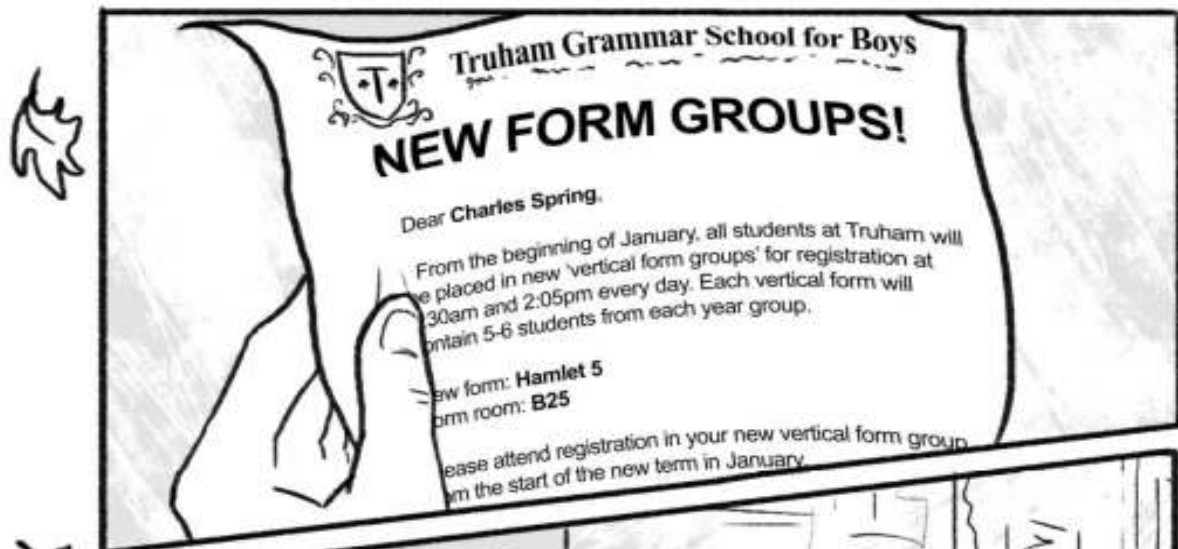 T
Truham Grammar School for Boys
NEW FORM GROUPS!
Dear Charles Spring,
From the beginning of January, all students at Truham will
placed in new 'vertical form groups' for registration at
30am and 2:05pm every day. Each vertical form will
5-6 students from each year group.
form: Hamlet 5
room: B25
attend registration in your new vertical form group
the start of the new term in January.